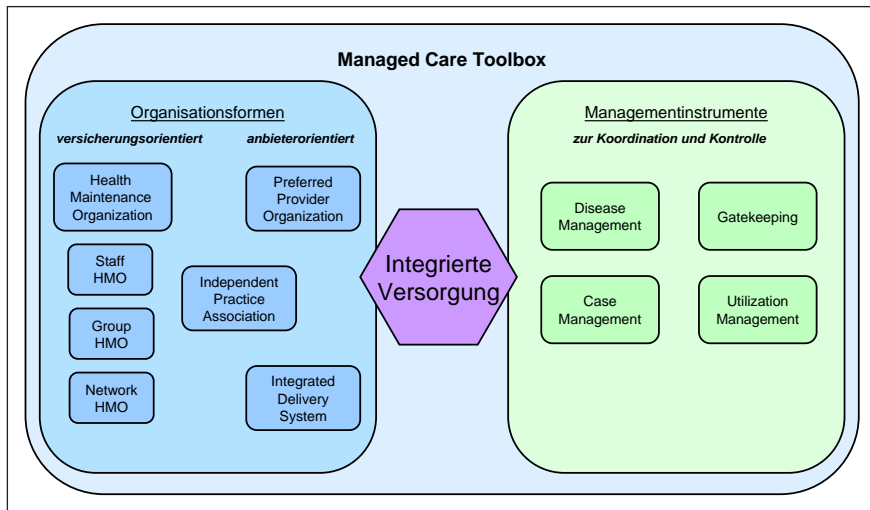 Managed Care Toolbox
Organisationsformen
versicherungsorientiert
anbieterorientiert
Health
Maintenance
Organization
Preferred
Provider
Organization
Staff
HMO
Independent
Practice
Association
Group
HMO
Network
HMO
Integrated
Delivery
System
Integrierte
Versorgung
Managementinstrumente
zur Koordination und Kontrolle
Disease
Management
Gatekeeping
Case
Management
Utilization
Management